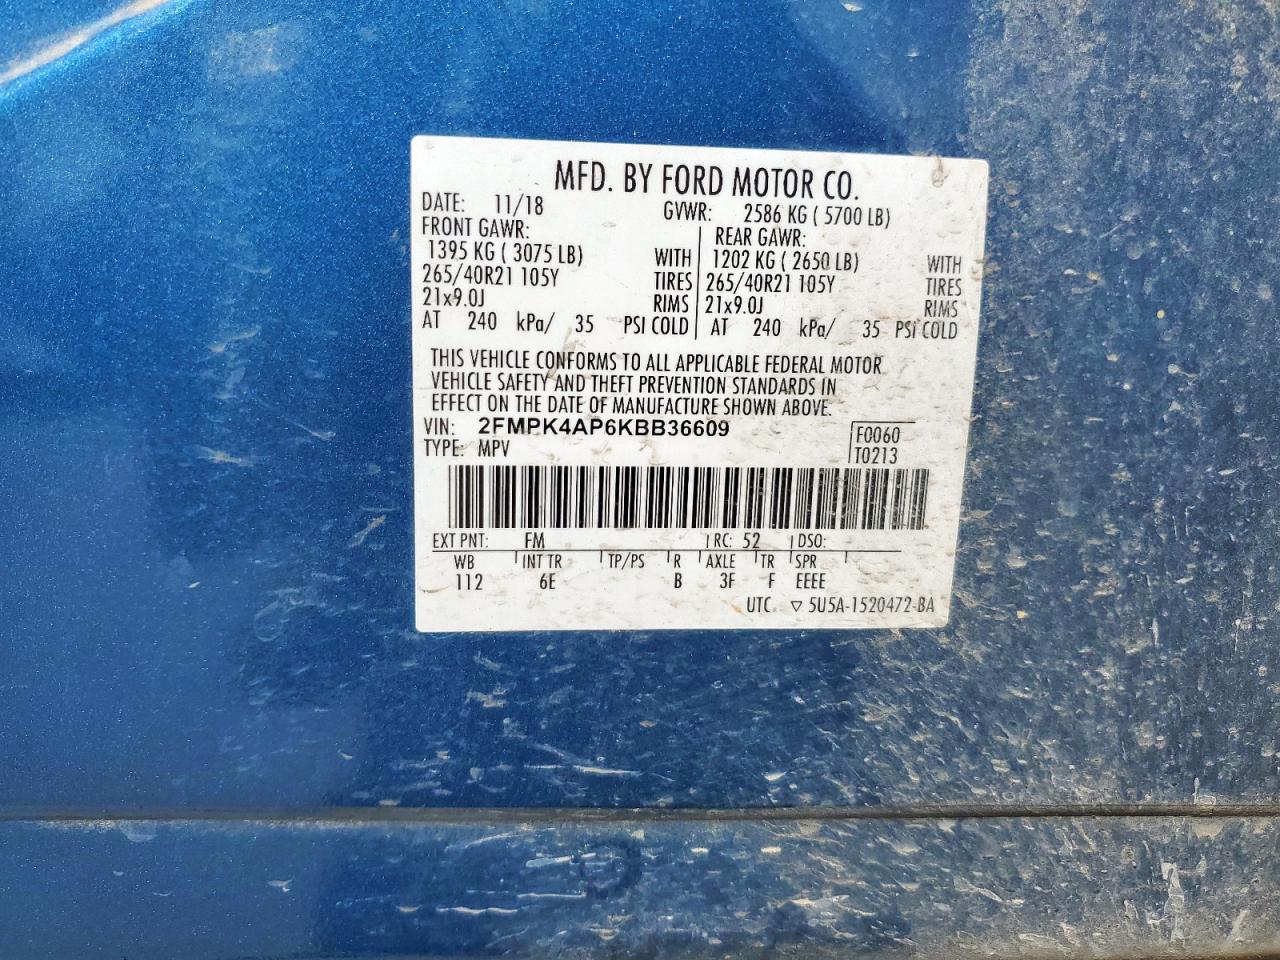 MFD. BY FORD MOTOR CO.
DATE: 11/18 GVWR: 2586 KG ( 5700 LB)
FRONT GAWR: REAR GAWR:
1395 KG ( 3075 LB) WITH 1202 KG ( 2650 LB) WITH
265/40R21 105Y TIRES 265/40R21 105Y TIRES
21x9.0J RIMS 21x9.0J RIMS
AT 240 kPa/ 35 PSI COLD AT 240 kPa/ 35 PSI COLD
THIS VEHICLE CONFORMS TO ALL APPLICABLE FEDERAL MOTOR
VEHICLE SAFETY AND THEFT PREVENTION STANDARDS IN
EFFECT ON THE DATE OF MANUFACTURE SHOWN ABOVE.
VIN: 2FMPK4AP6KBB36609 F0060
TYPE: MPV T0213
EXT PNT: FM RC: 52 DSO:
WB INT TR TP/PS R AXLE TR SPR
112 6E B 3F F EEEE
UTC ▽ 5U5A-1520472-BA